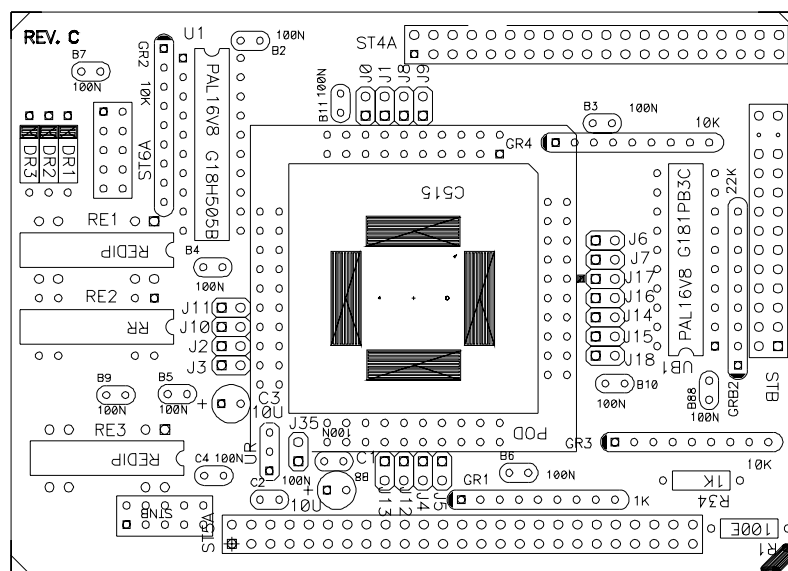 REV. C
B7
100N
GR2
10K
ST6A
U1
PAL16V8 G18H505B
B2
100N
ST4A
100N
B11
J0
J1
J8
J9
B3
100N
GR4
10K
DR3
DR2
DR1
RE1
REDIP
B4
100N
C515
UB1
PAL16V8 G181PB3C
22K
GRB2
STB
J6
J7
J17
J16
J14
J15
J18
RE2
RR
J11
J10
J2
J3
B9
100N
B5
100N
C3
10U
B10
100N
B88
100N
RE3
REDIP
C4
100N
UR
J35
100N
C1
POD
GR3
10K
100N
B8
C2
100N
10U
J13
J12
J4
J5
B6
100N
GR1
1K
1K
R34
STNB
ST5A
100E
R1